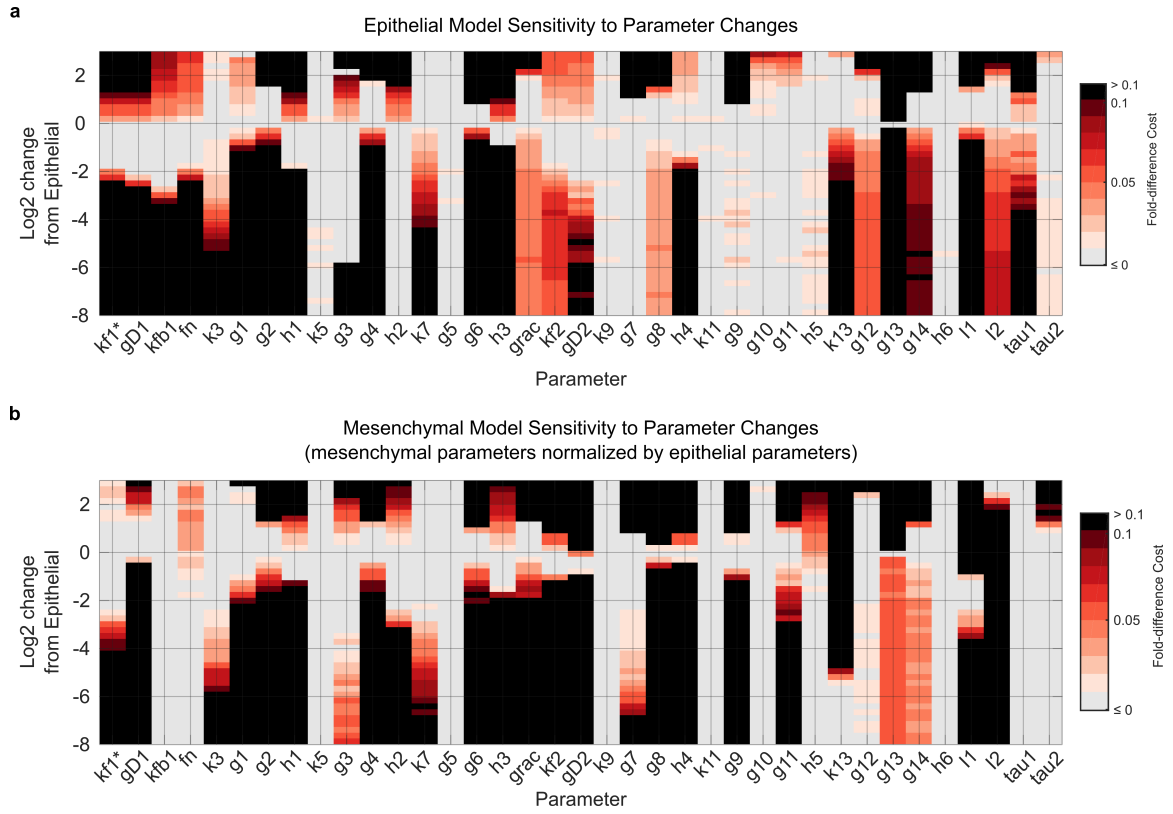 a
Epithelial Model Sensitivity to Parameter Changes
Log2 change
from Epithelial
2
0
-2
-4
-6
-8
kf1* gD1 kfb1 fn k3 g1 g2 h1 k5 g3 g4 h2 k7 g5 g6 h3 grac kf2 gD2 k9 g7 g8 h4 k11 g9 g10 g11 h5 k13 g12 g13 g14 h6 l1 l2 tau1 tau2
Parameter
> 0.1
0.1
0.05
≤ 0
Fold-difference Cost
b
Mesenchymal Model Sensitivity to Parameter Changes
(mesenchymal parameters normalized by epithelial parameters)
Log2 change
from Epithelial
2
0
-2
-4
-6
-8
kf1* gD1 kfb1 fn k3 g1 g2 h1 k5 g3 g4 h2 k7 g5 g6 h3 grac kf2 gD2 k9 g7 g8 h4 k11 g9 g10 g11 h5 k13 g12 g13 g14 h6 l1 l2 tau1 tau2
Parameter
> 0.1
0.1
0.05
≤ 0
Fold-difference Cost